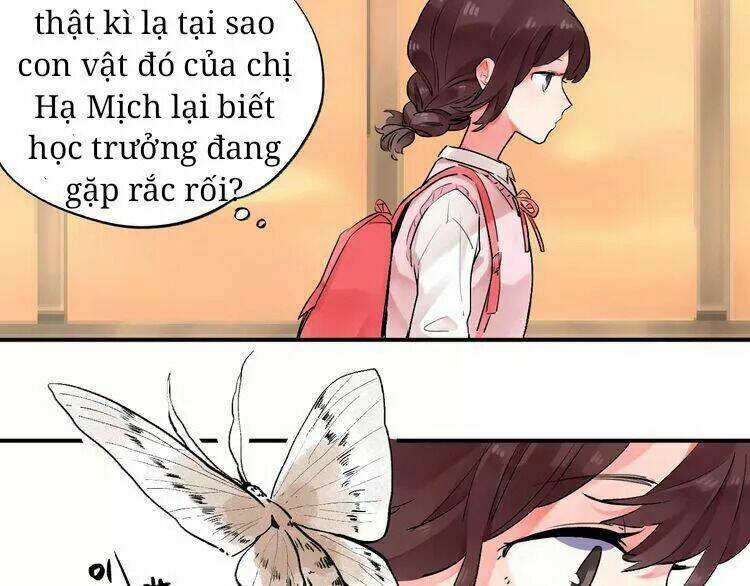 thật kì lạ tại sao
con vật đó của chị
Hạ Mịch lại biết
học trưởng đang
gặp rắc rối?